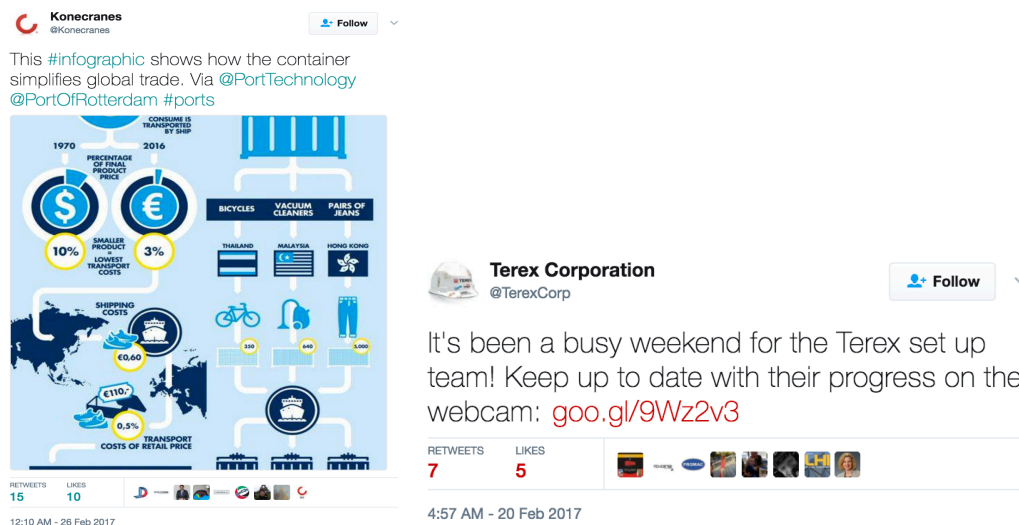 Konecranes
@Konecranes
Follow
This #infographic shows how the container
simplifies global trade. Via @PortTechnology
@PortOfRotterdam #ports
CONSUME IS
TRANSPORTED
BY SHIP
1970 2016
PERCENTAGE
OF FINAL
PRODUCT
PRICE
$ €
10% 3%
SMALLER
PRODUCT
=
LOWEST
TRANSPORT
COSTS
SHIPPING
COSTS
€0,60
€110,-
0,5%
TRANSPORT
COSTS OF RETAIL PRICE
BICYCLES VACUUM CLEANERS PAIRS OF JEANS
THAILAND MALAYSIA HONG KONG
350 640 3,000
RETWEETS LIKES
15 10
12:10 AM - 26 Feb 2017
Terex Corporation
@TerexCorp
Follow
It's been a busy weekend for the Terex set up
team! Keep up to date with their progress on the
webcam: goo.gl/9Wz2v3
RETWEETS LIKES
7 5
PROMAC
LHI
4:57 AM - 20 Feb 2017